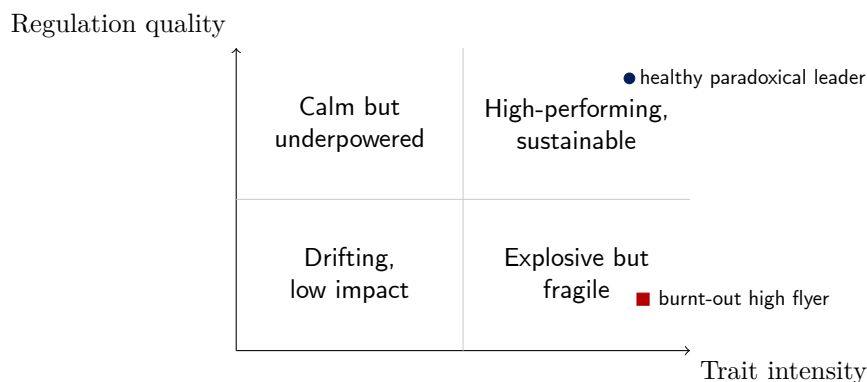 Regulation quality
healthy paradoxical leader
Calm but
underpowered
High-performing,
sustainable
Drifting,
low impact
Explosive but
fragile
burnt-out high flyer
Trait intensity